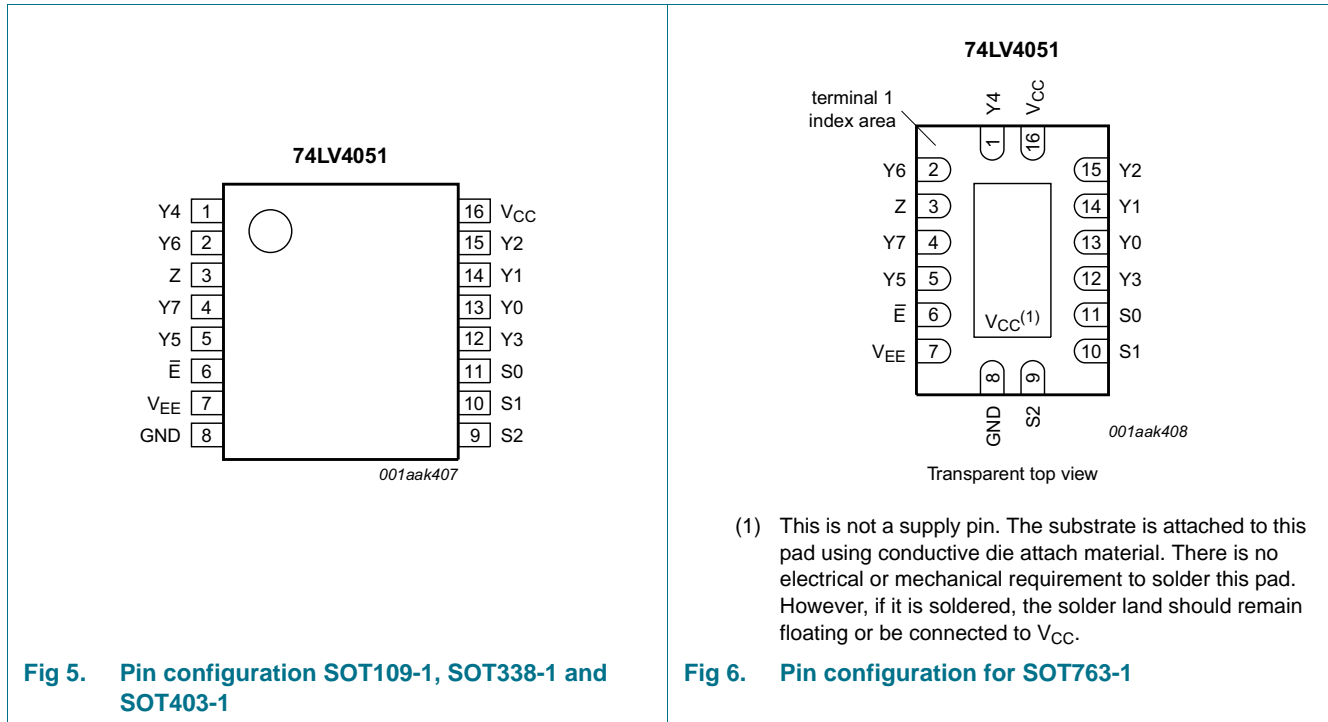 74LV4051
Y4 1
Y6 2
Z 3
Y7 4
Y5 5
Ē 6
VEE 7
GND 8
16 VCC
15 Y2
14 Y1
13 Y0
12 Y3
11 S0
10 S1
9 S2
001aak407
Fig 5. Pin configuration SOT109-1, SOT338-1 and
SOT403-1
74LV4051
terminal 1
index area
Y4 1
VCC 16
Y6 2
Z 3
Y7 4
Y5 5
Ē 6
VEE 7
15 Y2
14 Y1
13 Y0
12 Y3
11 S0
10 S1
VCC(1)
8 GND
9 S2
001aak408
Transparent top view
(1) This is not a supply pin. The substrate is attached to this
pad using conductive die attach material. There is no
electrical or mechanical requirement to solder this pad.
However, if it is soldered, the solder land should remain
floating or be connected to VCC.
Fig 6. Pin configuration for SOT763-1